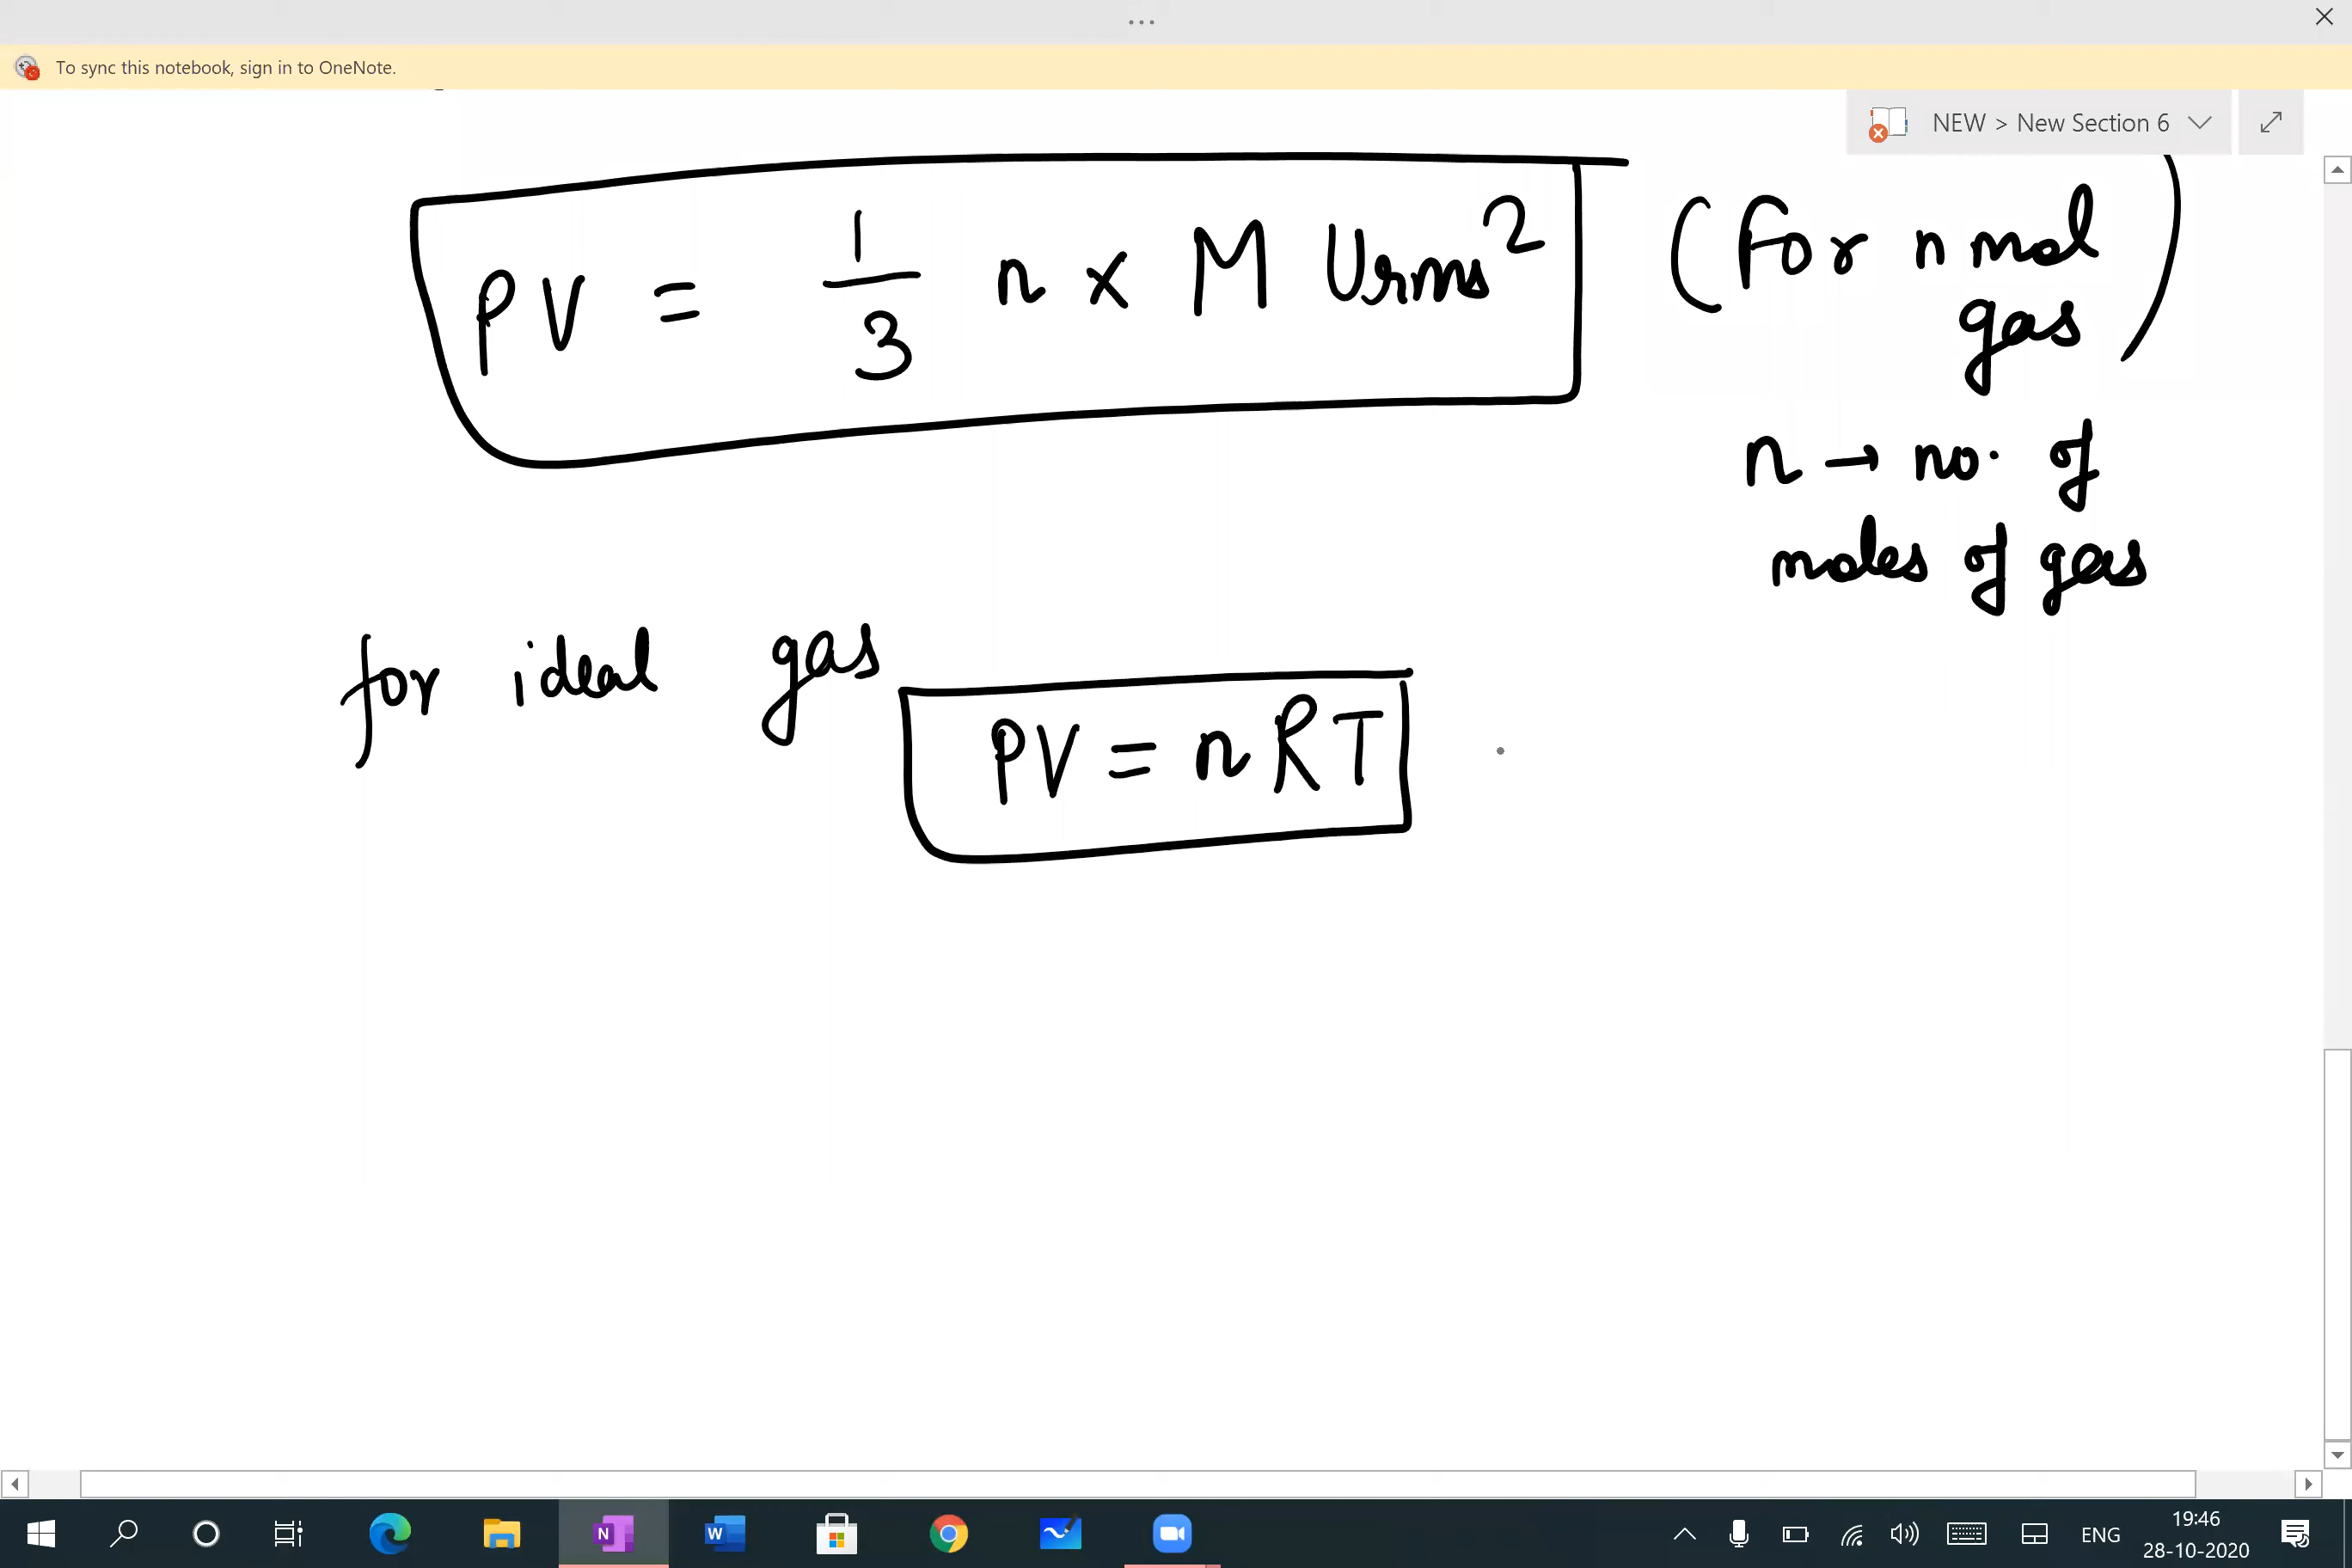 To sync this notebook, sign in to OneNote.
NEW > New Section 6
PV = 1/3 n × M Urms² (For n mol
gas)
n → no. of
moles of gas
for ideal gas
PV = nRT
ENG
19:46
28-10-2020